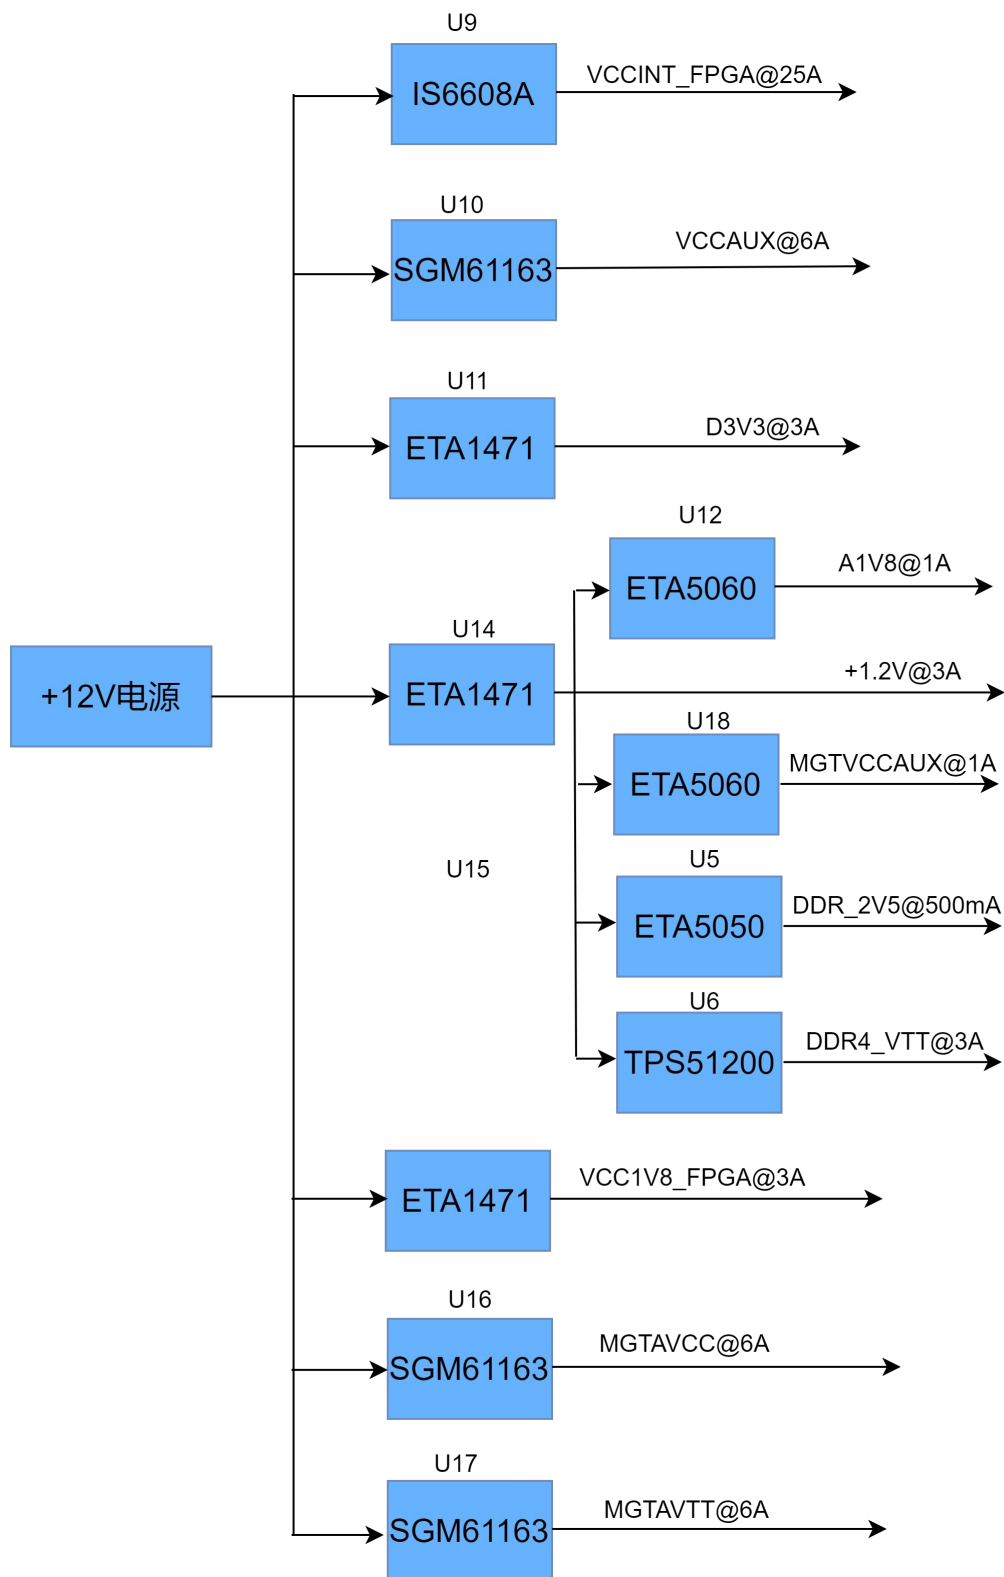 U9
IS6608A
VCCINT_FPGA@25A
U10
SGM61163
VCCAUX@6A
U11
ETA1471
D3V3@3A
U12
ETA5060
A1V8@1A
+12V电源
U14
ETA1471
+1.2V@3A
U18
ETA5060
MGTVCCAUX@1A
U15
U5
ETA5050
DDR_2V5@500mA
U6
TPS51200
DDR4_VTT@3A
ETA1471
VCC1V8_FPGA@3A
U16
SGM61163
MGTAVCC@6A
U17
SGM61163
MGTAVTT@6A